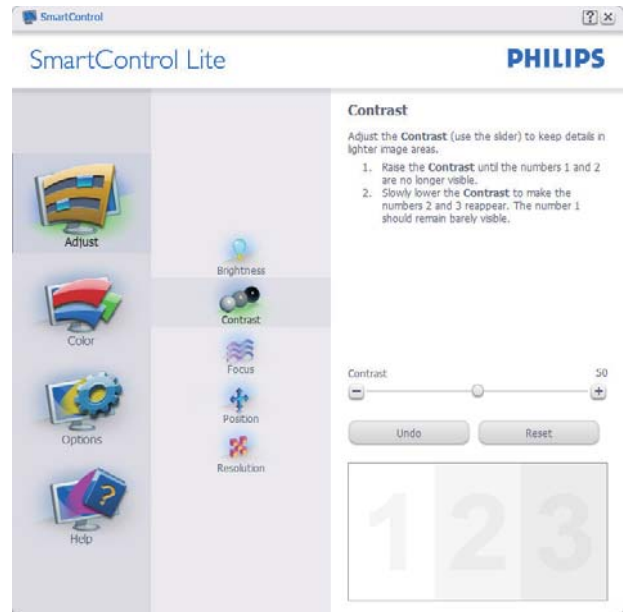 SmartControl
SmartControl Lite
PHILIPS
Adjust
Color
Options
Help
Brightness
Contrast
Focus
Position
Resolution
Contrast
Adjust the Contrast (use the slider) to keep details in
lighter image areas.
1. Raise the Contrast until the numbers 1 and 2
are no longer visible.
2. Slowly lower the Contrast to make the
numbers 2 and 3 reappear. The number 1
should remain barely visible.
Contrast 50
Undo Reset
1 2 3